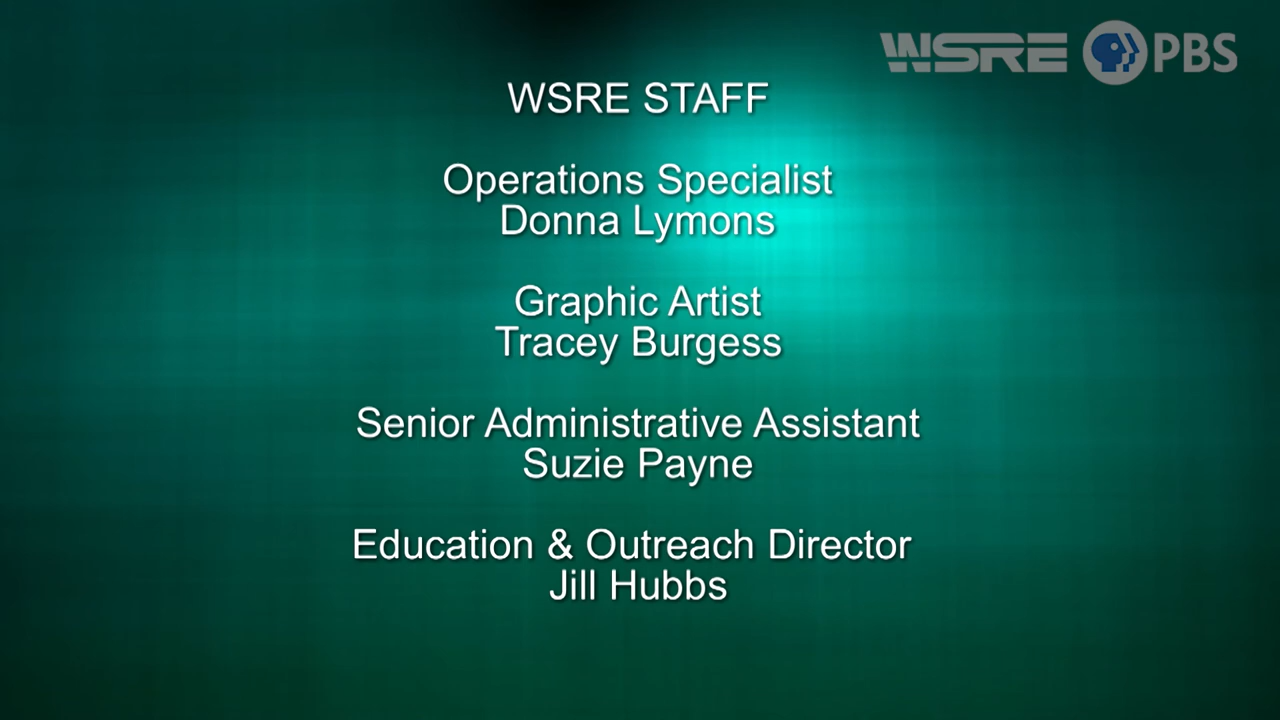 WSRE PBS
WSRE STAFF
Operations Specialist
Donna Lymons
Graphic Artist
Tracey Burgess
Senior Administrative Assistant
Suzie Payne
Education & Outreach Director
Jill Hubbs